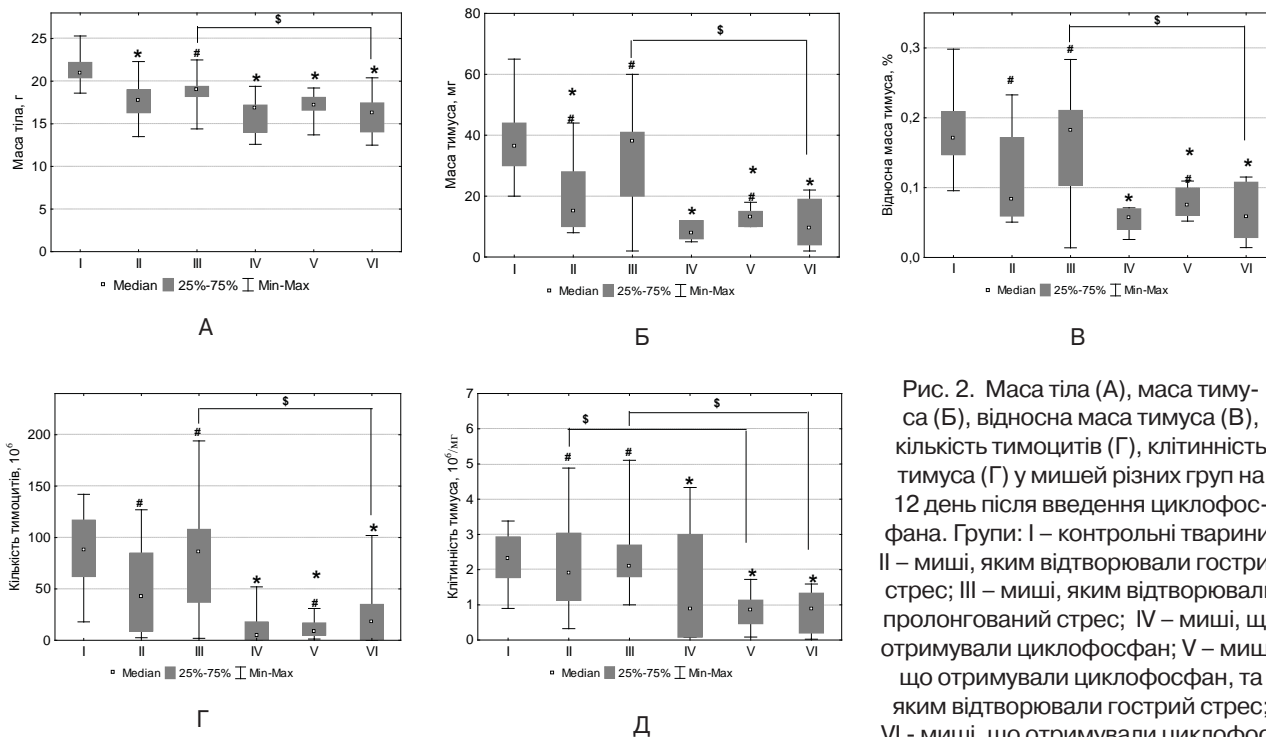 $
25
20
15
10
5
0
Маса тіла, г
* # * * *
I II III IV V VI
Median 25%-75% Min-Max
А
$
80
60
40
20
0
Маса тимуса, мг
* # # * * # *
I II III IV V VI
Median 25%-75% Min-Max
Б
$
0,3
0,2
0,1
0,0
Відносна маса тимуса, %
# # * * # *
I II III IV V VI
Median 25%-75% Min-Max
В
$
200
150
100
50
0
Кількість тимоцитів, 10⁶
# # * * # *
I II III IV V VI
Median 25%-75% Min-Max
Г
$ $
7
6
5
4
3
2
1
0
Клітинність тимуса, 10⁶/мг
# # * * *
I II III IV V VI
Median 25%-75% Min-Max
Д
Рис. 2. Маса тіла (А), маса тиму-
са (Б), відносна маса тимуса (В),
кількість тимоцитів (Г), клітинність
тимуса (Г) у мишей різних груп на
12 день після введення циклофос-
фана. Групи: I – контрольні тварини
II – миші, яким відтворювали гостри
стрес; III – миші, яким відтворювали
пролонгований стрес; IV – миші, щ
отримували циклофосфан; V – миш
що отримували циклофосфан, та
яким відтворювали гострий стрес;
VI - миші, що отримували циклофос